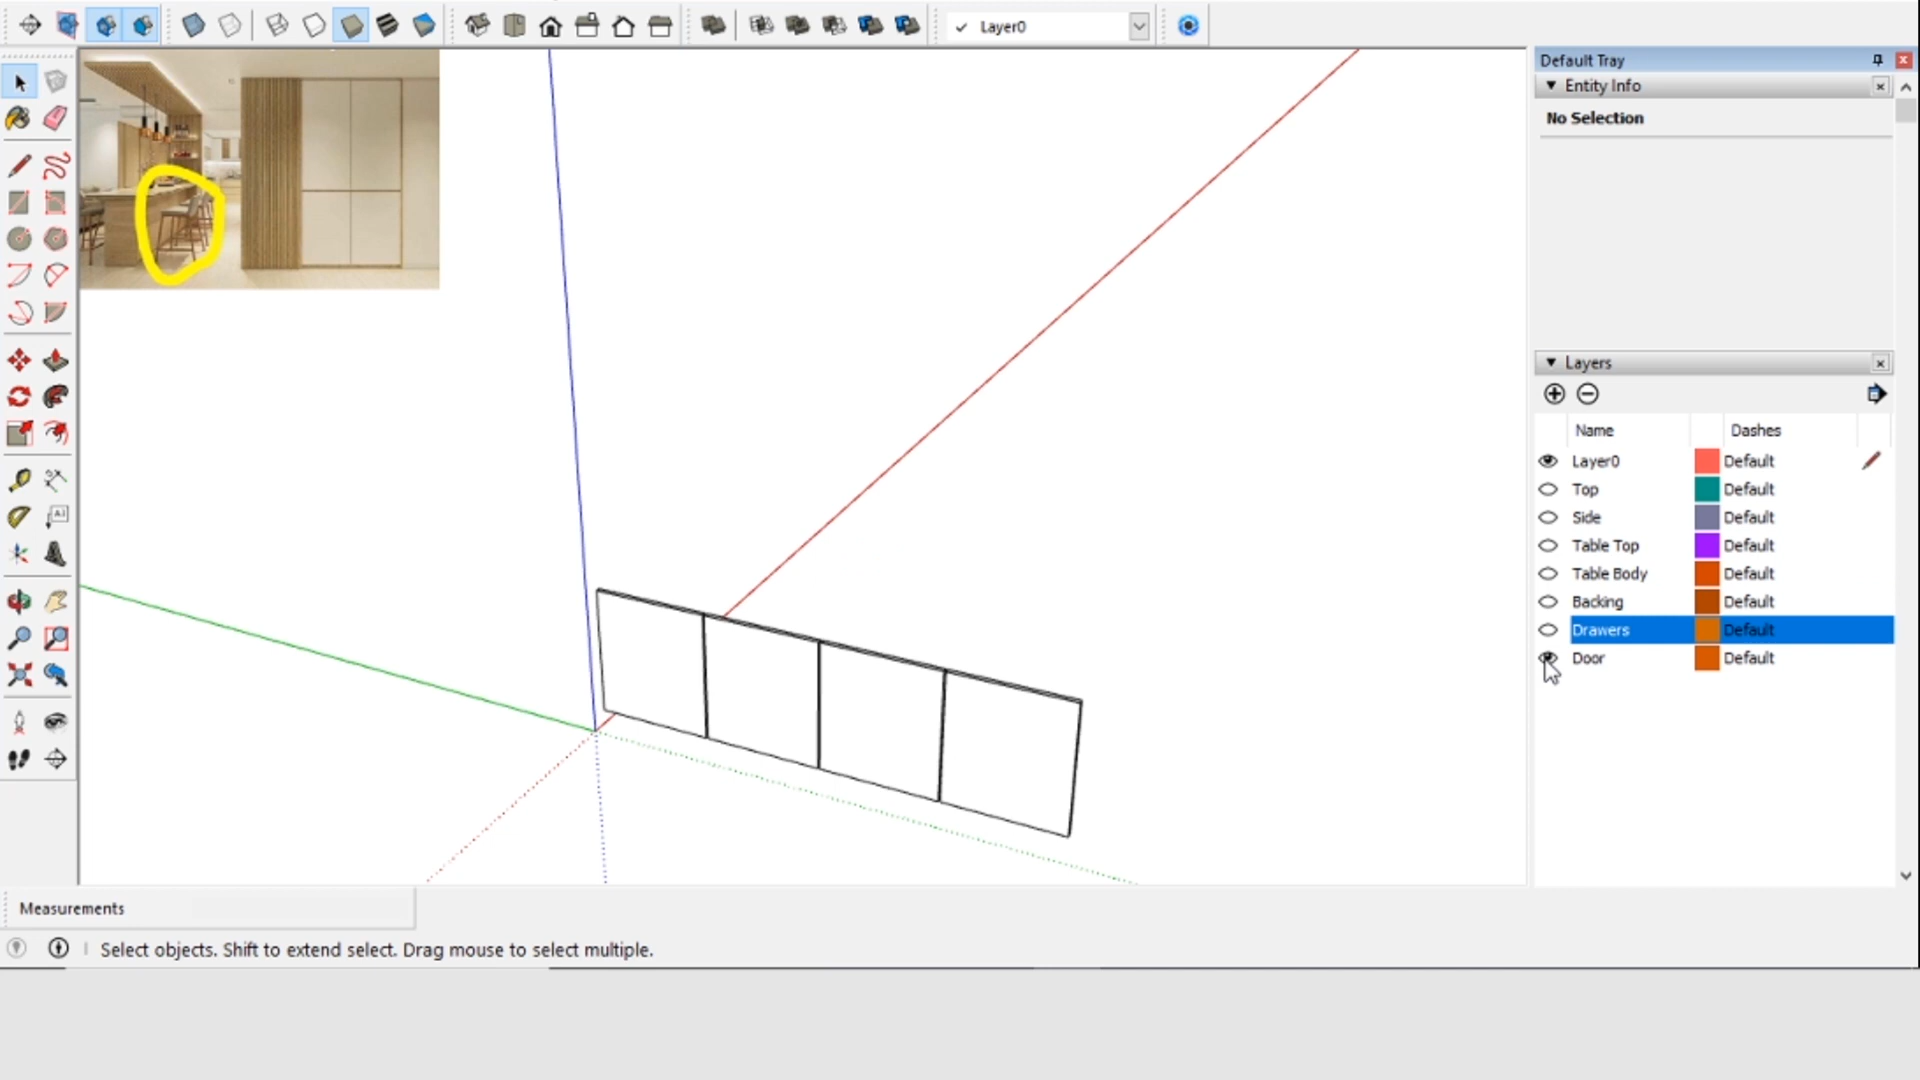 Layer0
Default Tray
Entity Info
No Selection
Layers
Name Dashes
Layer0 Default
Top Default
Side Default
Table Top Default
Table Body Default
Backing Default
Drawers Default
Door Default
Measurements
Select objects. Shift to extend select. Drag mouse to select multiple.